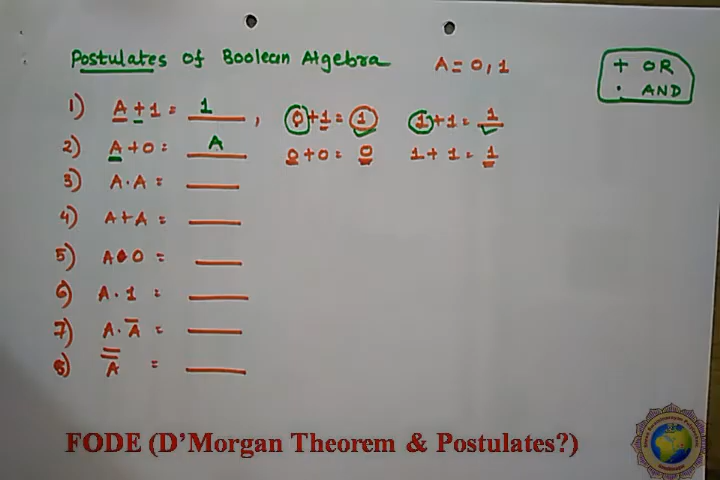 Postulates of Boolean Algebra A = 0, 1
+ OR
. AND
1) A + 1 = 1 , 0 + 1 = 1 1 + 1 = 1
2) A + 0 = A 0 + 0 = 0 1 + 1 = 1
3) A . A =
4) A + A =
5) A . 0 =
6) A . 1 =
7) A . A̅ =
8) A̿ =
FODE (D’Morgan Theorem & Postulates?)